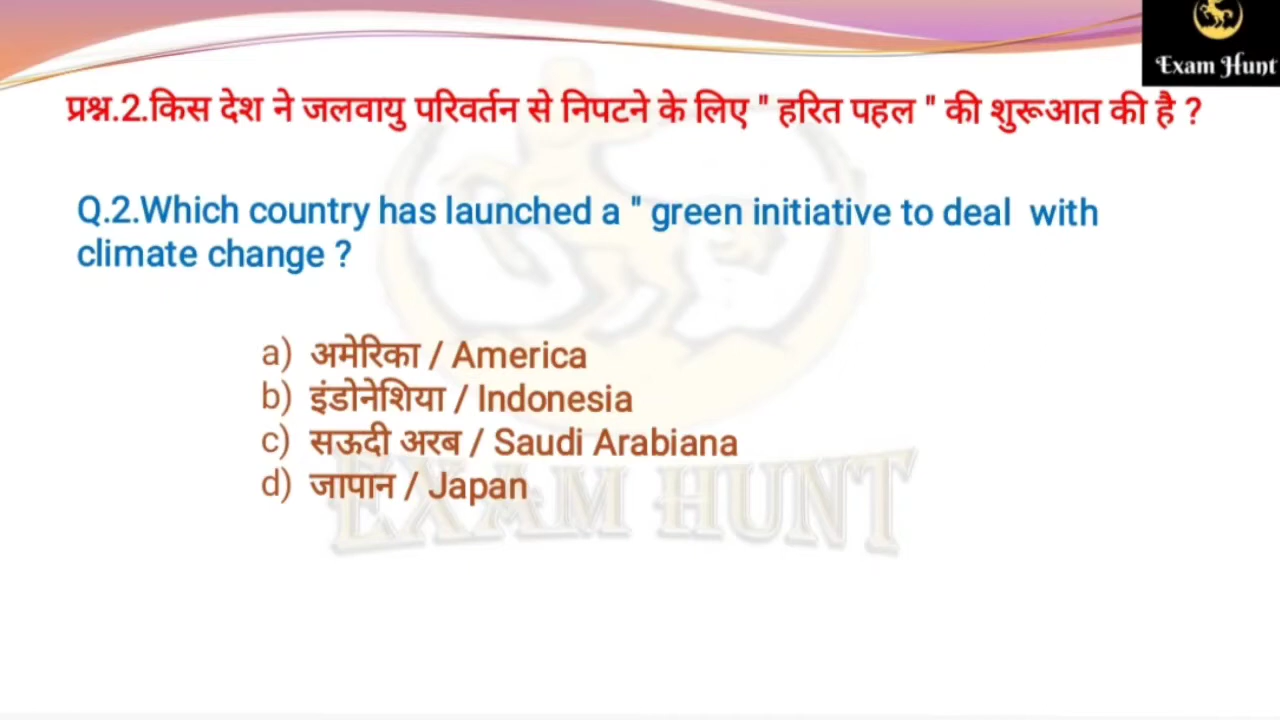 Exam Hunt
प्रश्न.2.किस देश ने जलवायु परिवर्तन से निपटने के लिए " हरित पहल " की शुरूआत की है ?
Q.2.Which country has launched a " green initiative to deal with
climate change ?
a) अमेरिका / America
b) इंडोनेशिया / Indonesia
c) सऊदी अरब / Saudi Arabiana
d) जापान / Japan
EXAM HUNT